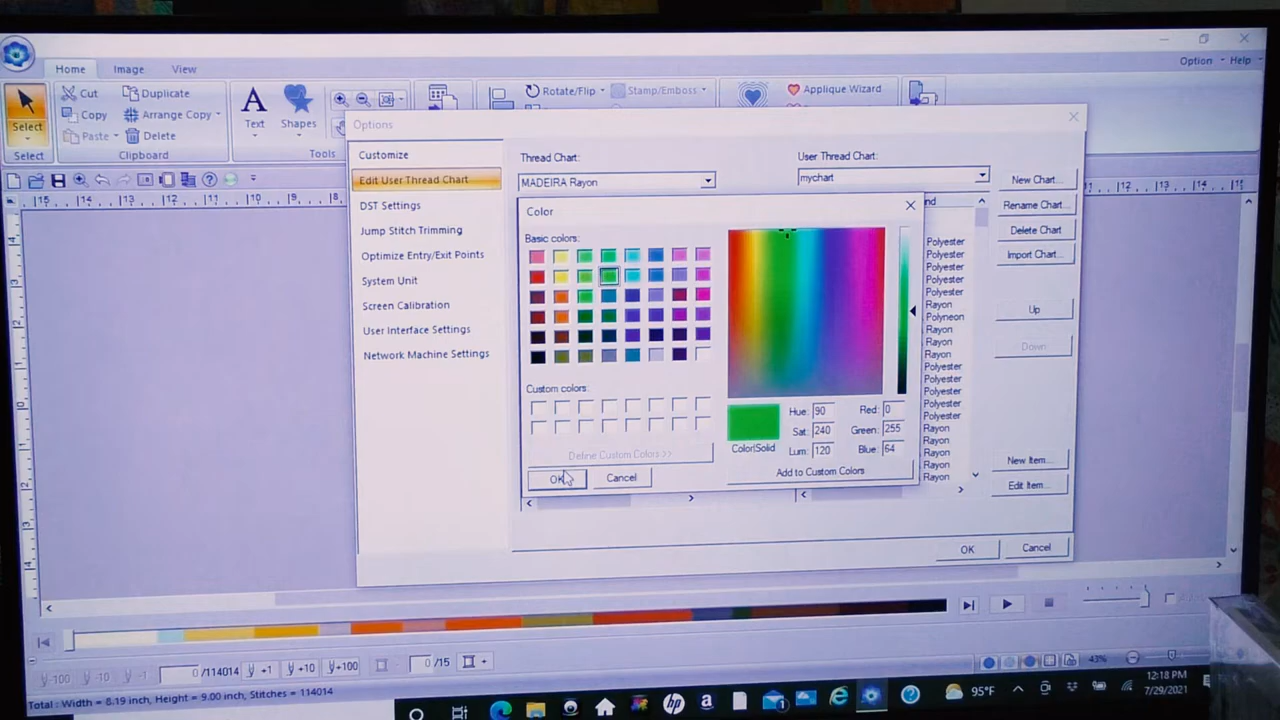 Home Image View
Option Help
Cut
Copy
Paste
Duplicate
Arrange Copy
Delete
Clipboard
Select
Select
Text
Shapes
Tools
Rotate/Flip
Stamp/Emboss
Applique Wizard
Options
Customize
Edit User Thread Chart
DST Settings
Jump Stitch Trimming
Optimize Entry/Exit Points
System Unit
Screen Calibration
User Interface Settings
Network Machine Settings
Thread Chart:
MADEIRA Rayon
User Thread Chart:
mychart
New Chart...
Rename Chart...
Delete Chart
Import Chart...
Up
Down
New Item...
Edit Item...
OK
Cancel
Color
Basic colors:
Custom colors:
Define Custom Colors >>
OK
Cancel
Color|Solid
Hue: 90
Sat: 240
Lum: 120
Red: 0
Green: 255
Blue: 64
Add to Custom Colors
Polyester
Polyester
Polyester
Polyester
Polyester
Rayon
Polyneon
Rayon
Rayon
Rayon
Polyester
Polyester
Polyester
Polyester
Polyester
Rayon
Rayon
Rayon
Rayon
Rayon
-100 -10 -1 0 /114014 +1 +10 +100 0 /15
43%
Total : Width = 8.19 inch, Height = 9.00 inch, Stitches = 114014
95°F
12:18 PM
7/29/2021